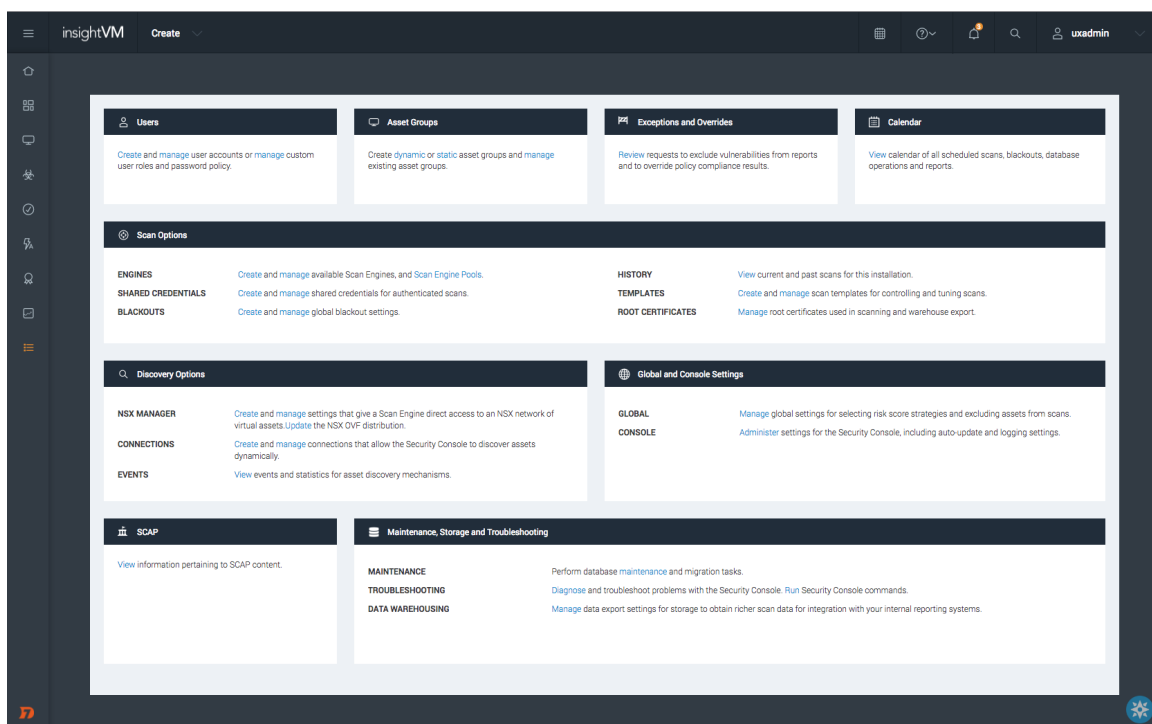 insightVM
Create
uxadmin
Users
Create and manage user accounts or manage custom
user roles and password policy.
Asset Groups
Create dynamic or static asset groups and manage
existing asset groups.
Exceptions and Overrides
Review requests to exclude vulnerabilities from reports
and to override policy compliance results.
Calendar
View calendar of all scheduled scans, blackouts, database
operations and reports.
Scan Options
ENGINES
Create and manage available Scan Engines, and Scan Engine Pools.
SHARED CREDENTIALS
Create and manage shared credentials for authenticated scans.
BLACKOUTS
Create and manage global blackout settings.
HISTORY
View current and past scans for this installation.
TEMPLATES
Create and manage scan templates for controlling and tuning scans.
ROOT CERTIFICATES
Manage root certificates used in scanning and warehouse export.
Discovery Options
NSX MANAGER
Create and manage settings that give a Scan Engine direct access to an NSX network of
virtual assets.Update the NSX OVF distribution.
CONNECTIONS
Create and manage connections that allow the Security Console to discover assets
dynamically.
EVENTS
View events and statistics for asset discovery mechanisms.
Global and Console Settings
GLOBAL
Manage global settings for selecting risk score strategies and excluding assets from scans.
CONSOLE
Administer settings for the Security Console, including auto-update and logging settings.
SCAP
View information pertaining to SCAP content.
Maintenance, Storage and Troubleshooting
MAINTENANCE
Perform database maintenance and migration tasks.
TROUBLESHOOTING
Diagnose and troubleshoot problems with the Security Console. Run Security Console commands.
DATA WAREHOUSING
Manage data export settings for storage to obtain richer scan data for integration with your internal reporting systems.